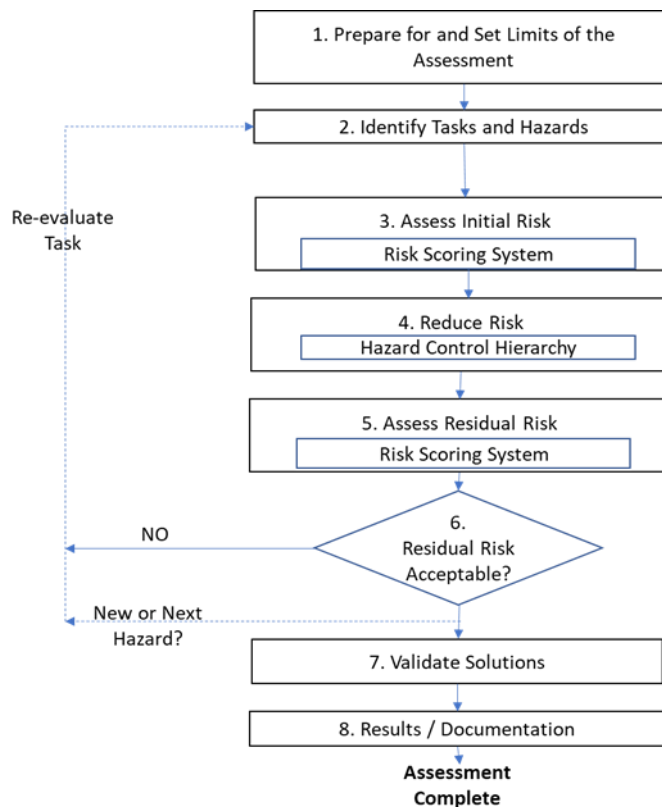 1. Prepare for and Set Limits of the
Assessment
2. Identify Tasks and Hazards
Re-evaluate
Task
3. Assess Initial Risk
Risk Scoring System
4. Reduce Risk
Hazard Control Hierarchy
5. Assess Residual Risk
Risk Scoring System
6.
Residual Risk
Acceptable?
NO
New or Next
Hazard?
7. Validate Solutions
8. Results / Documentation
Assessment
Complete